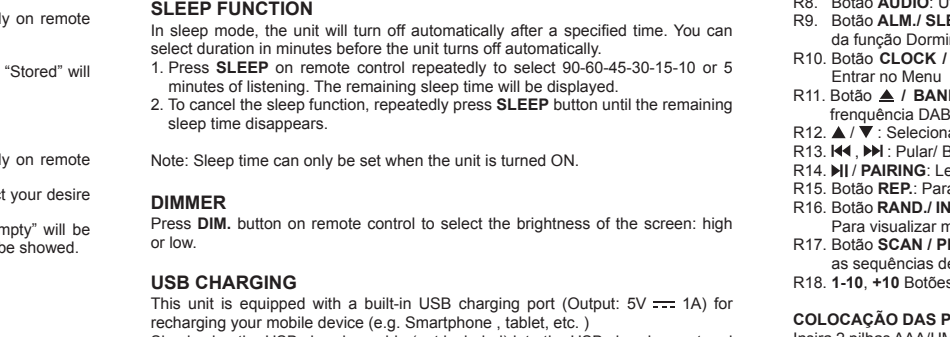 ly on remote
“Stored” will
ly on remote
ct your desire
mpty” will be
be showed.
SLEEP FUNCTION
In sleep mode, the unit will turn off automatically after a specified time. You can
select duration in minutes before the unit turns off automatically.
1. Press SLEEP on remote control repeatedly to select 90-60-45-30-15-10 or 5
minutes of listening. The remaining sleep time will be displayed.
2. To cancel the sleep function, repeatedly press SLEEP button until the remaining
sleep time disappears.
Note: Sleep time can only be set when the unit is turned ON.
DIMMER
Press DIM. button on remote control to select the brightness of the screen: high
or low.
USB CHARGING
This unit is equipped with a built-in USB charging port (Output: 5V ⎓ 1A) for
recharging your mobile device (e.g. Smartphone , tablet, etc. )
R8. Botão AUDIO: U
R9. Botão ALM./ SLE
da função Dormi
R10. Botão CLOCK /
Entrar no Menu
R11. Botão ⏏ / BAN
frenquência DAB
R12. ▲ / ▼ : Seleciona
R13. ⏮ , ⏭ : Pular/ B
R14. ⏯ / PAIRING: Le
R15. Botão REP.: Para
R16. Botão RAND./ IN
Para visualizar m
R17. Botão SCAN / P
as sequências de
R18. 1-10, +10 Botões
COLOCAÇÃO DAS P